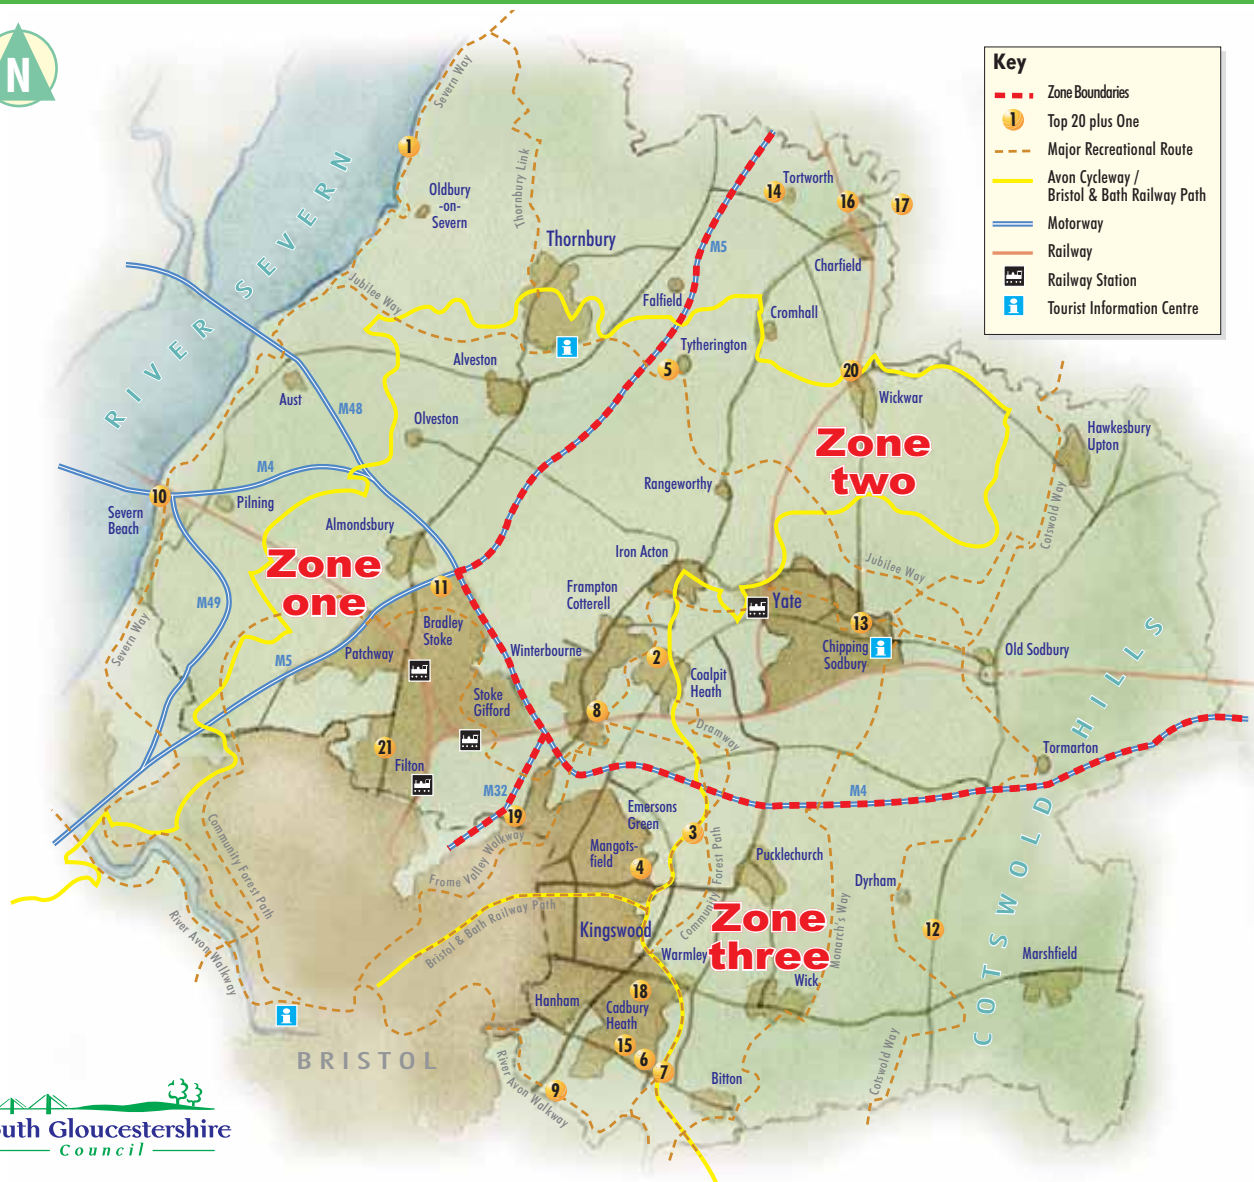 N
Key
Zone Boundaries
1
Top 20 plus One
Major Recreational Route
Avon Cycleway /
Bristol & Bath Railway Path
Motorway
Railway
Railway Station
i
Tourist Information Centre
Severn Way
1
Oldbury
-on-
Severn
Thornbury Link
Thornbury
RIVER SEVERN
Jubilee Way
14
Tortworth
16
17
M5
Charfield
Falfield
Cromhall
i
Tytherington
5
Alveston
20
Wickwar
Aust
M48
Olveston
Hawkesbury
Upton
Zone
two
M4
Rangeworthy
10
Severn
Beach
Pilning
Almondsbury
Cotswold Way
Iron Acton
Jubilee Way
Zone
one
11
Frampton
Cotterell
M49
Yate
Bradley
Stoke
13
Chipping
Sodbury
i
Severn Way
M5
Patchway
Winterbourne
2
Old Sodbury
Coalpit
Heath
Stoke
Gifford
8
Dramway
21
Filton
Tormarton
COTSWOLD HILLS
M32
M4
19
Emersons
Green
3
Frome Valley Walkway
Mangots-
field
4
Pucklechurch
Community Forest Path
Community Forest Path
Dyrham
Bristol & Bath Railway Path
Kingswood
Zone
three
Manarch's Way
12
River Avon Walkway
Warmley
Marshfield
Wick
18
Hanham
Cadbury
Heath
i
15
6
7
BRISTOL
Cotswold Way
River Avon Walkway
9
Bitton
outh Gloucestershire
Council